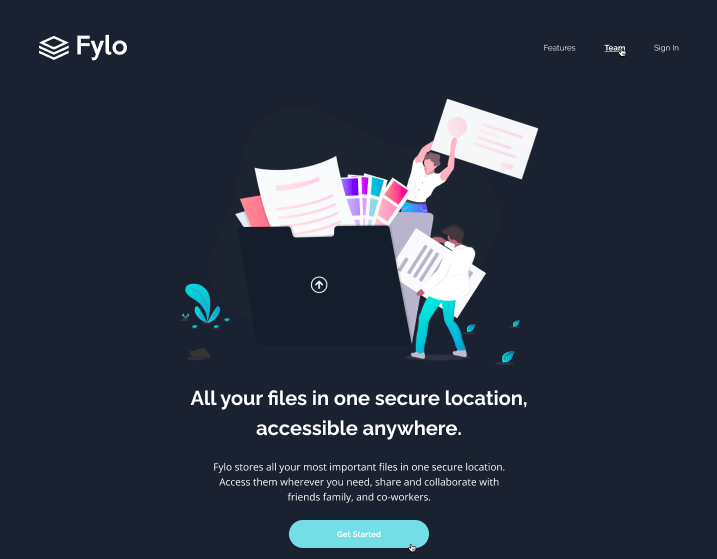 Fylo
Features
Team
Sign In
All your files in one secure location,
accessible anywhere.
Fylo stores all your most important files in one secure location.
Access them wherever you need, share and collaborate with
friends family, and co-workers.
Get Started